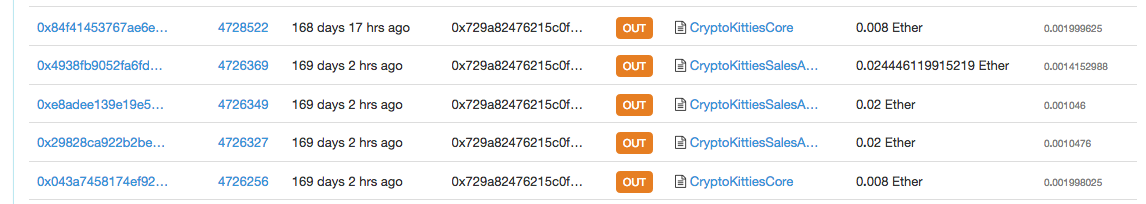 0x84f41453767ae6e… 4728522 168 days 17 hrs ago 0x729a82476215c0f… OUT CryptoKittiesCore 0.008 Ether 0.001999625
0x4938fb9052fa6fd… 4726369 169 days 2 hrs ago 0x729a82476215c0f… OUT CryptoKittiesSalesA… 0.024446119915219 Ether 0.0014152988
0xe8adee139e19e5… 4726349 169 days 2 hrs ago 0x729a82476215c0f… OUT CryptoKittiesSalesA… 0.02 Ether 0.001046
0x29828ca922b2be… 4726327 169 days 2 hrs ago 0x729a82476215c0f… OUT CryptoKittiesSalesA… 0.02 Ether 0.0010476
0x043a7458174ef92… 4726256 169 days 2 hrs ago 0x729a82476215c0f… OUT CryptoKittiesCore 0.008 Ether 0.001998025